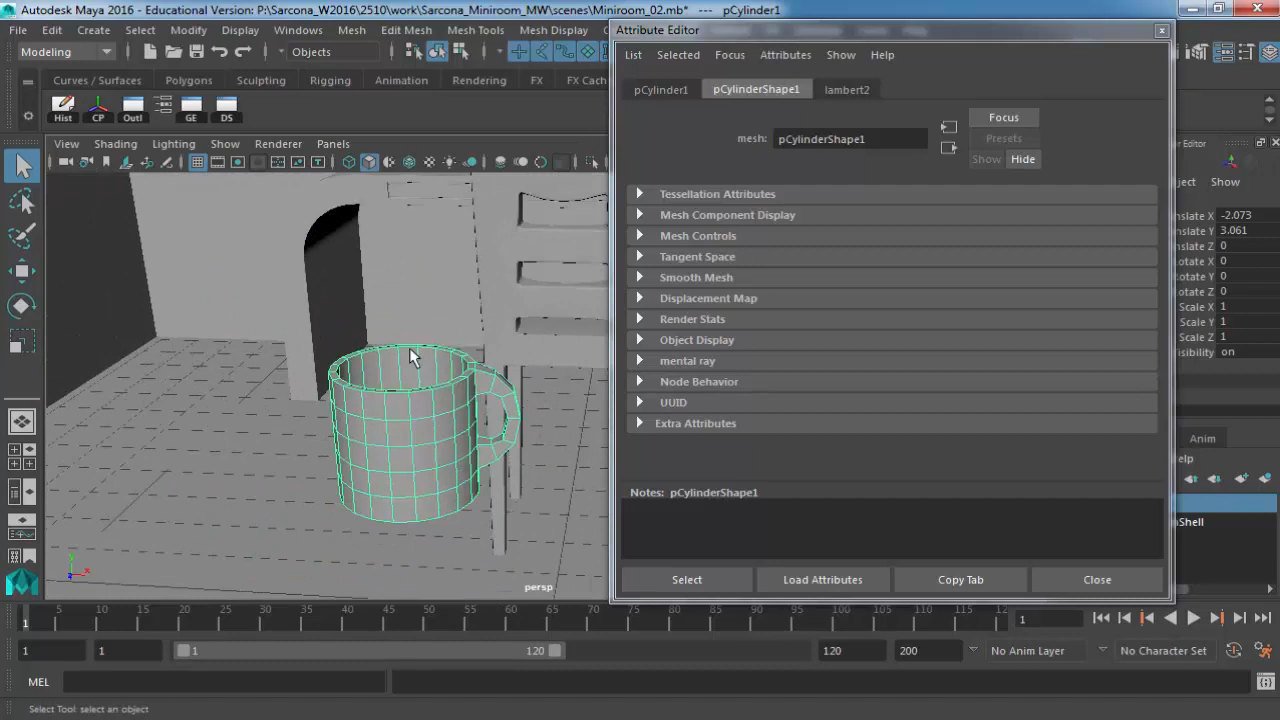 Autodesk Maya 2016 - Educational Version: P:\Sarcona_W2016\2510\work\Sarcona_Miniroom_MW\scenes\Miniroom_02.mb* --- pCylinder1
File Edit Create Select Modify Display Windows Mesh Edit Mesh Mesh Tools Mesh Display
Modeling Objects
Curves / Surfaces Polygons Sculpting Rigging Animation Rendering FX FX Cach
Hist CP Outl GE DS
View Shading Lighting Show Renderer Panels
persp
Attribute Editor
List Selected Focus Attributes Show Help
pCylinder1 pCylinderShape1 lambert2
mesh: pCylinderShape1
Focus
Presets
Show Hide
Tessellation Attributes
Mesh Component Display
Mesh Controls
Tangent Space
Smooth Mesh
Displacement Map
Render Stats
Object Display
mental ray
Node Behavior
UUID
Extra Attributes
Notes: pCylinderShape1
Select Load Attributes Copy Tab Close
r Editor
ject Show
nslate X -2.073
nslate Y 3.061
nslate Z 0
otate X 0
otate Y 0
otate Z 0
Scale X 1
Scale Y 1
Scale Z 1
isibility on
Anim
elp
aShell
5 10 15 20 25 30 35 40 45 50 55 60 65 70 75 80 85 90 95 100 105 110 115 12
1 1
1 1 1 120 120 200 No Anim Layer No Character Set
MEL
Select Tool: select an object